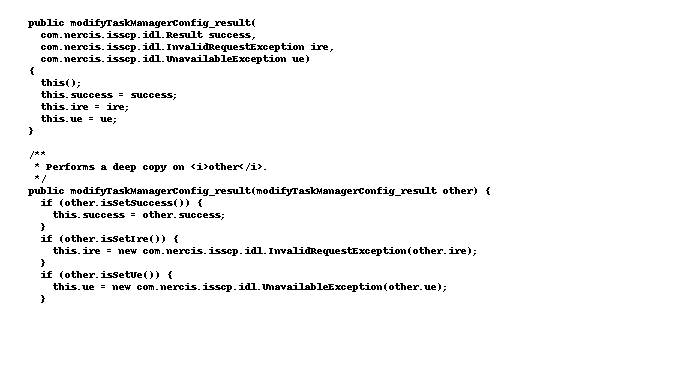 public modifyTaskManagerConfig_result(
com.nercis.isscp.idl.Result success,
com.nercis.isscp.idl.InvalidRequestException ire,
com.nercis.isscp.idl.UnavailableException ue)
{
this();
this.success = success;
this.ire = ire;
this.ue = ue;
}
/**
* Performs a deep copy on <i>other</i>.
*/
public modifyTaskManagerConfig_result(modifyTaskManagerConfig_result other) {
if (other.isSetSuccess()) {
this.success = other.success;
}
if (other.isSetIre()) {
this.ire = new com.nercis.isscp.idl.InvalidRequestException(other.ire);
}
if (other.isSetUe()) {
this.ue = new com.nercis.isscp.idl.UnavailableException(other.ue);
}